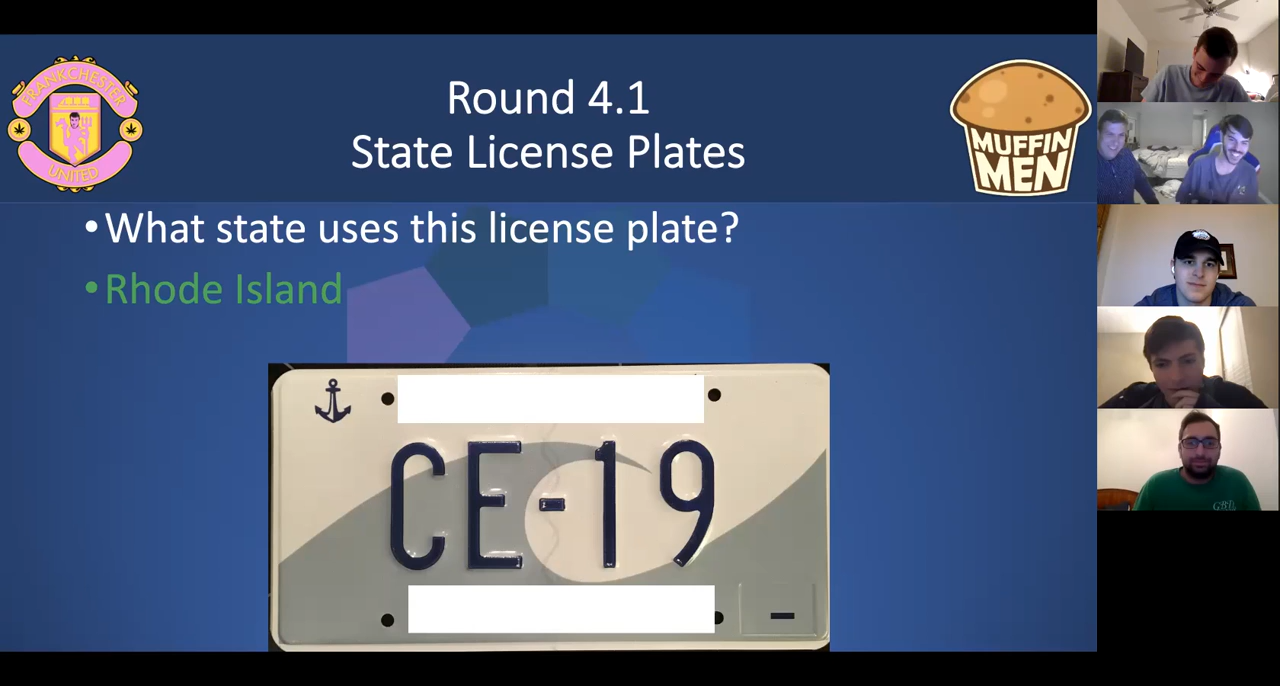 FRANKCHESTER
UNITED
Round 4.1
State License Plates
MUFFIN
MEN
•What state uses this license plate?
•Rhode Island
CE-19
-